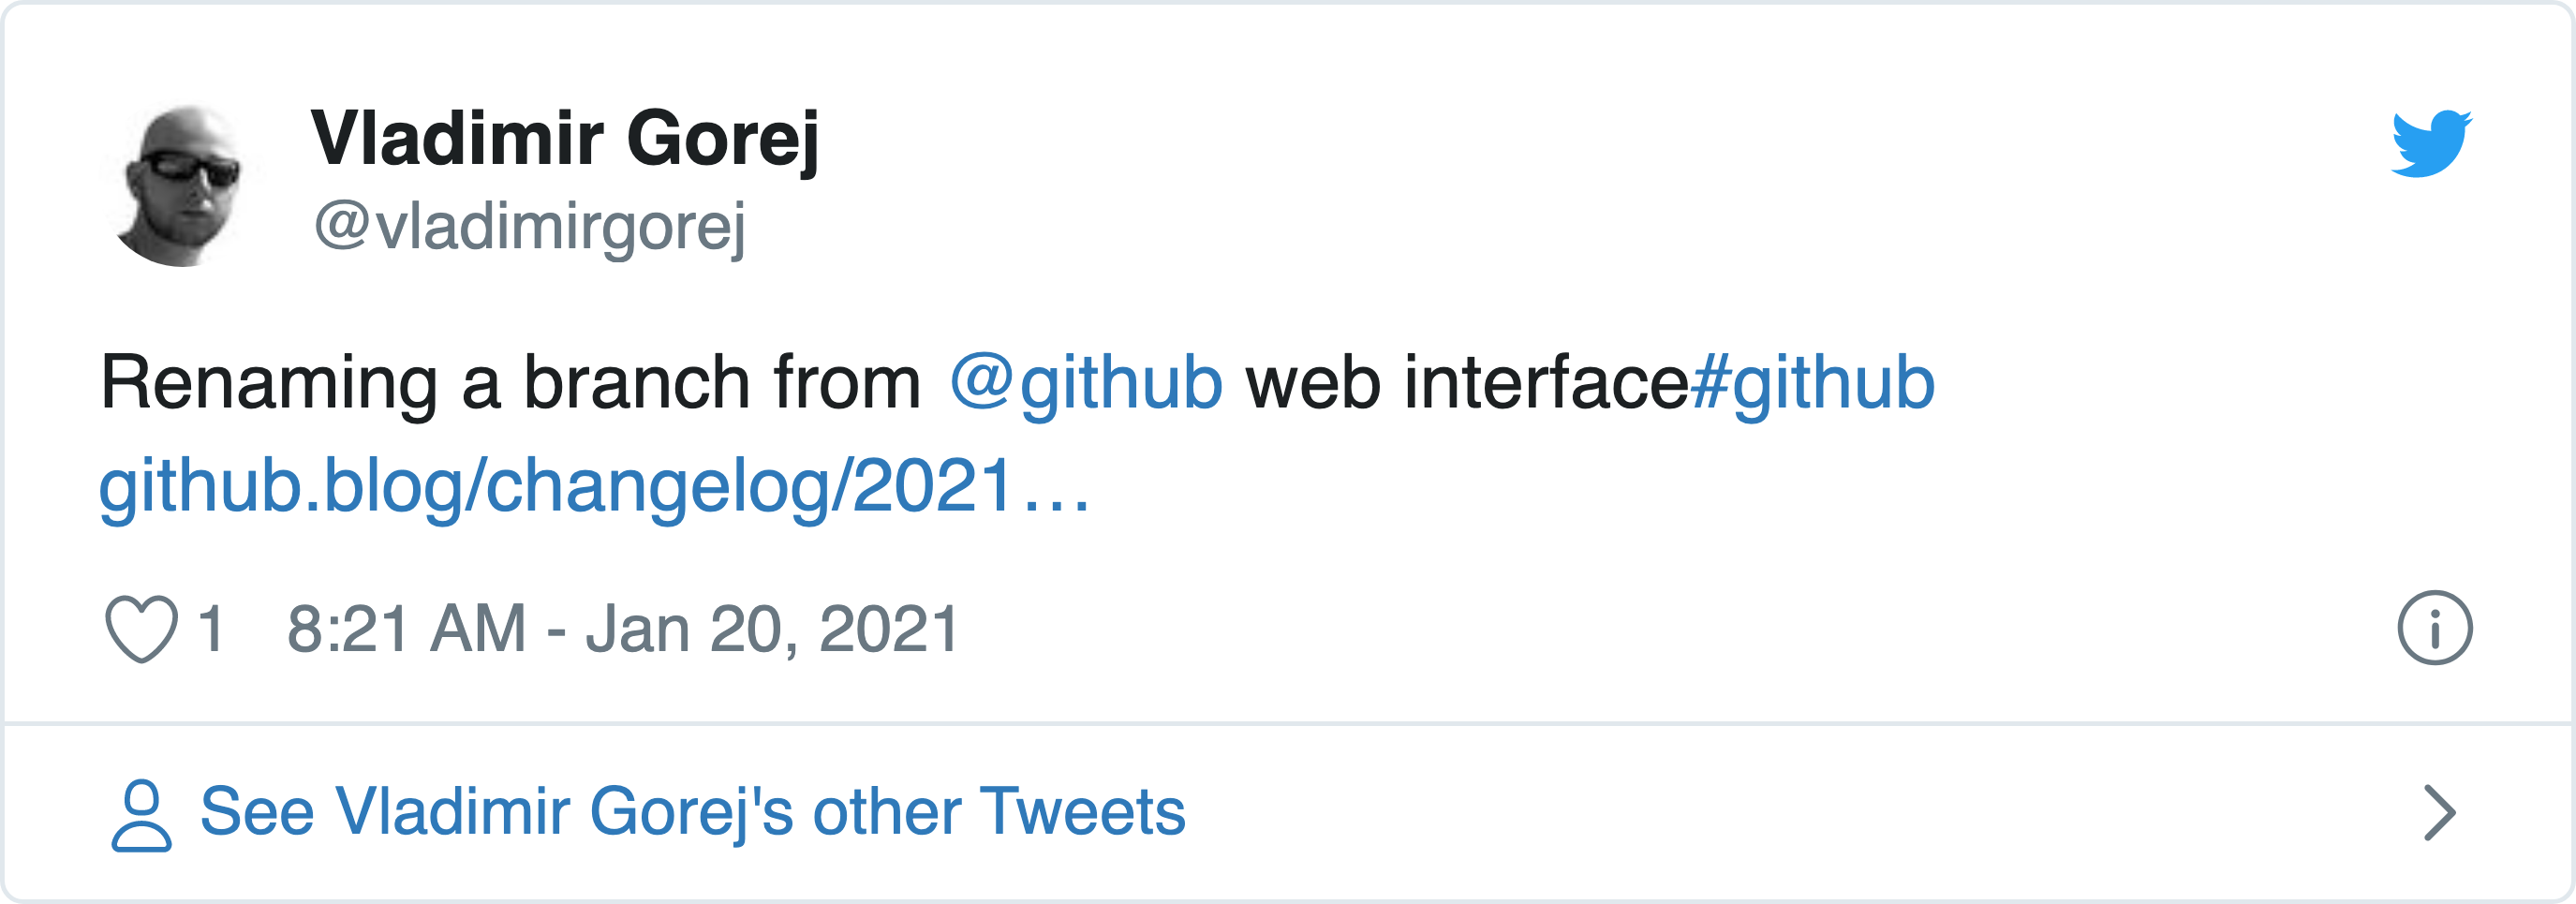 Vladimir Gorej
@vladimirgorej
Renaming a branch from @github web interface#github
github.blog/changelog/2021…
1 8:21 AM - Jan 20, 2021
See Vladimir Gorej's other Tweets